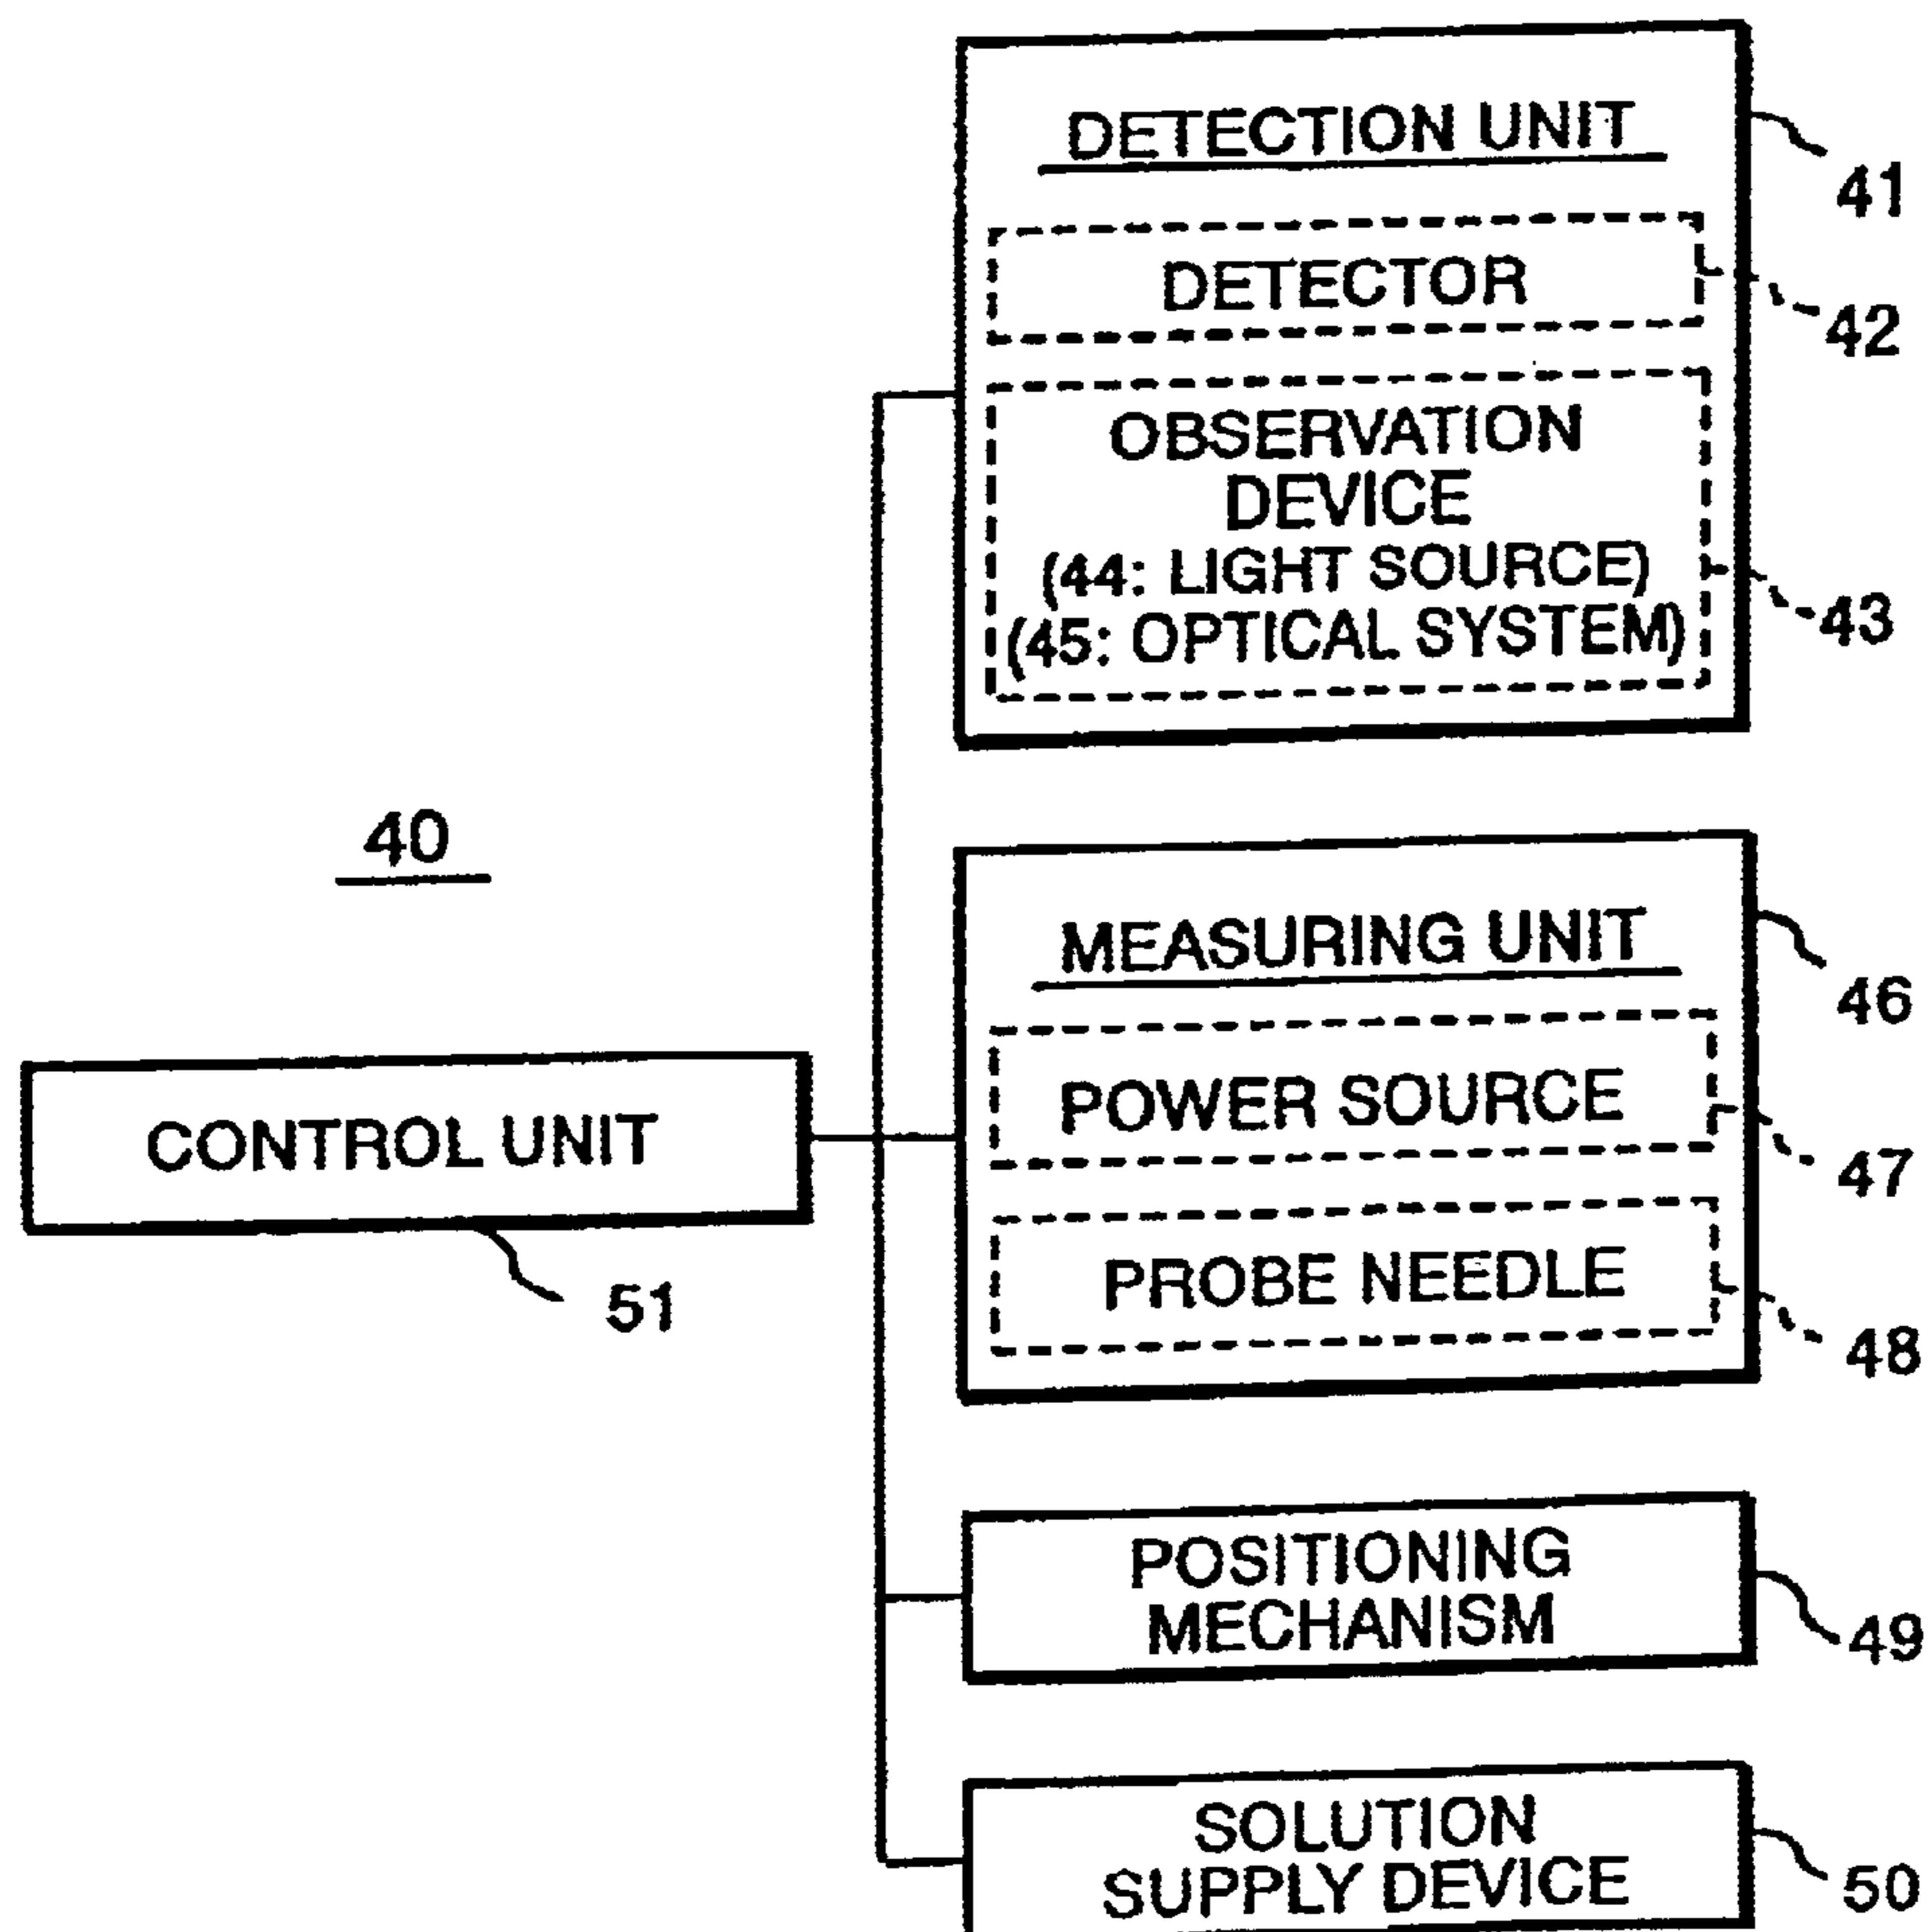 DETECTION UNIT
41
DETECTOR
42
OBSERVATION
DEVICE
(44: LIGHT SOURCE)
(45: OPTICAL SYSTEM)
43
40
MEASURING UNIT
46
POWER SOURCE
47
CONTROL UNIT
51
PROBE NEEDLE
48
POSITIONING
MECHANISM
49
SOLUTION
SUPPLY DEVICE
50